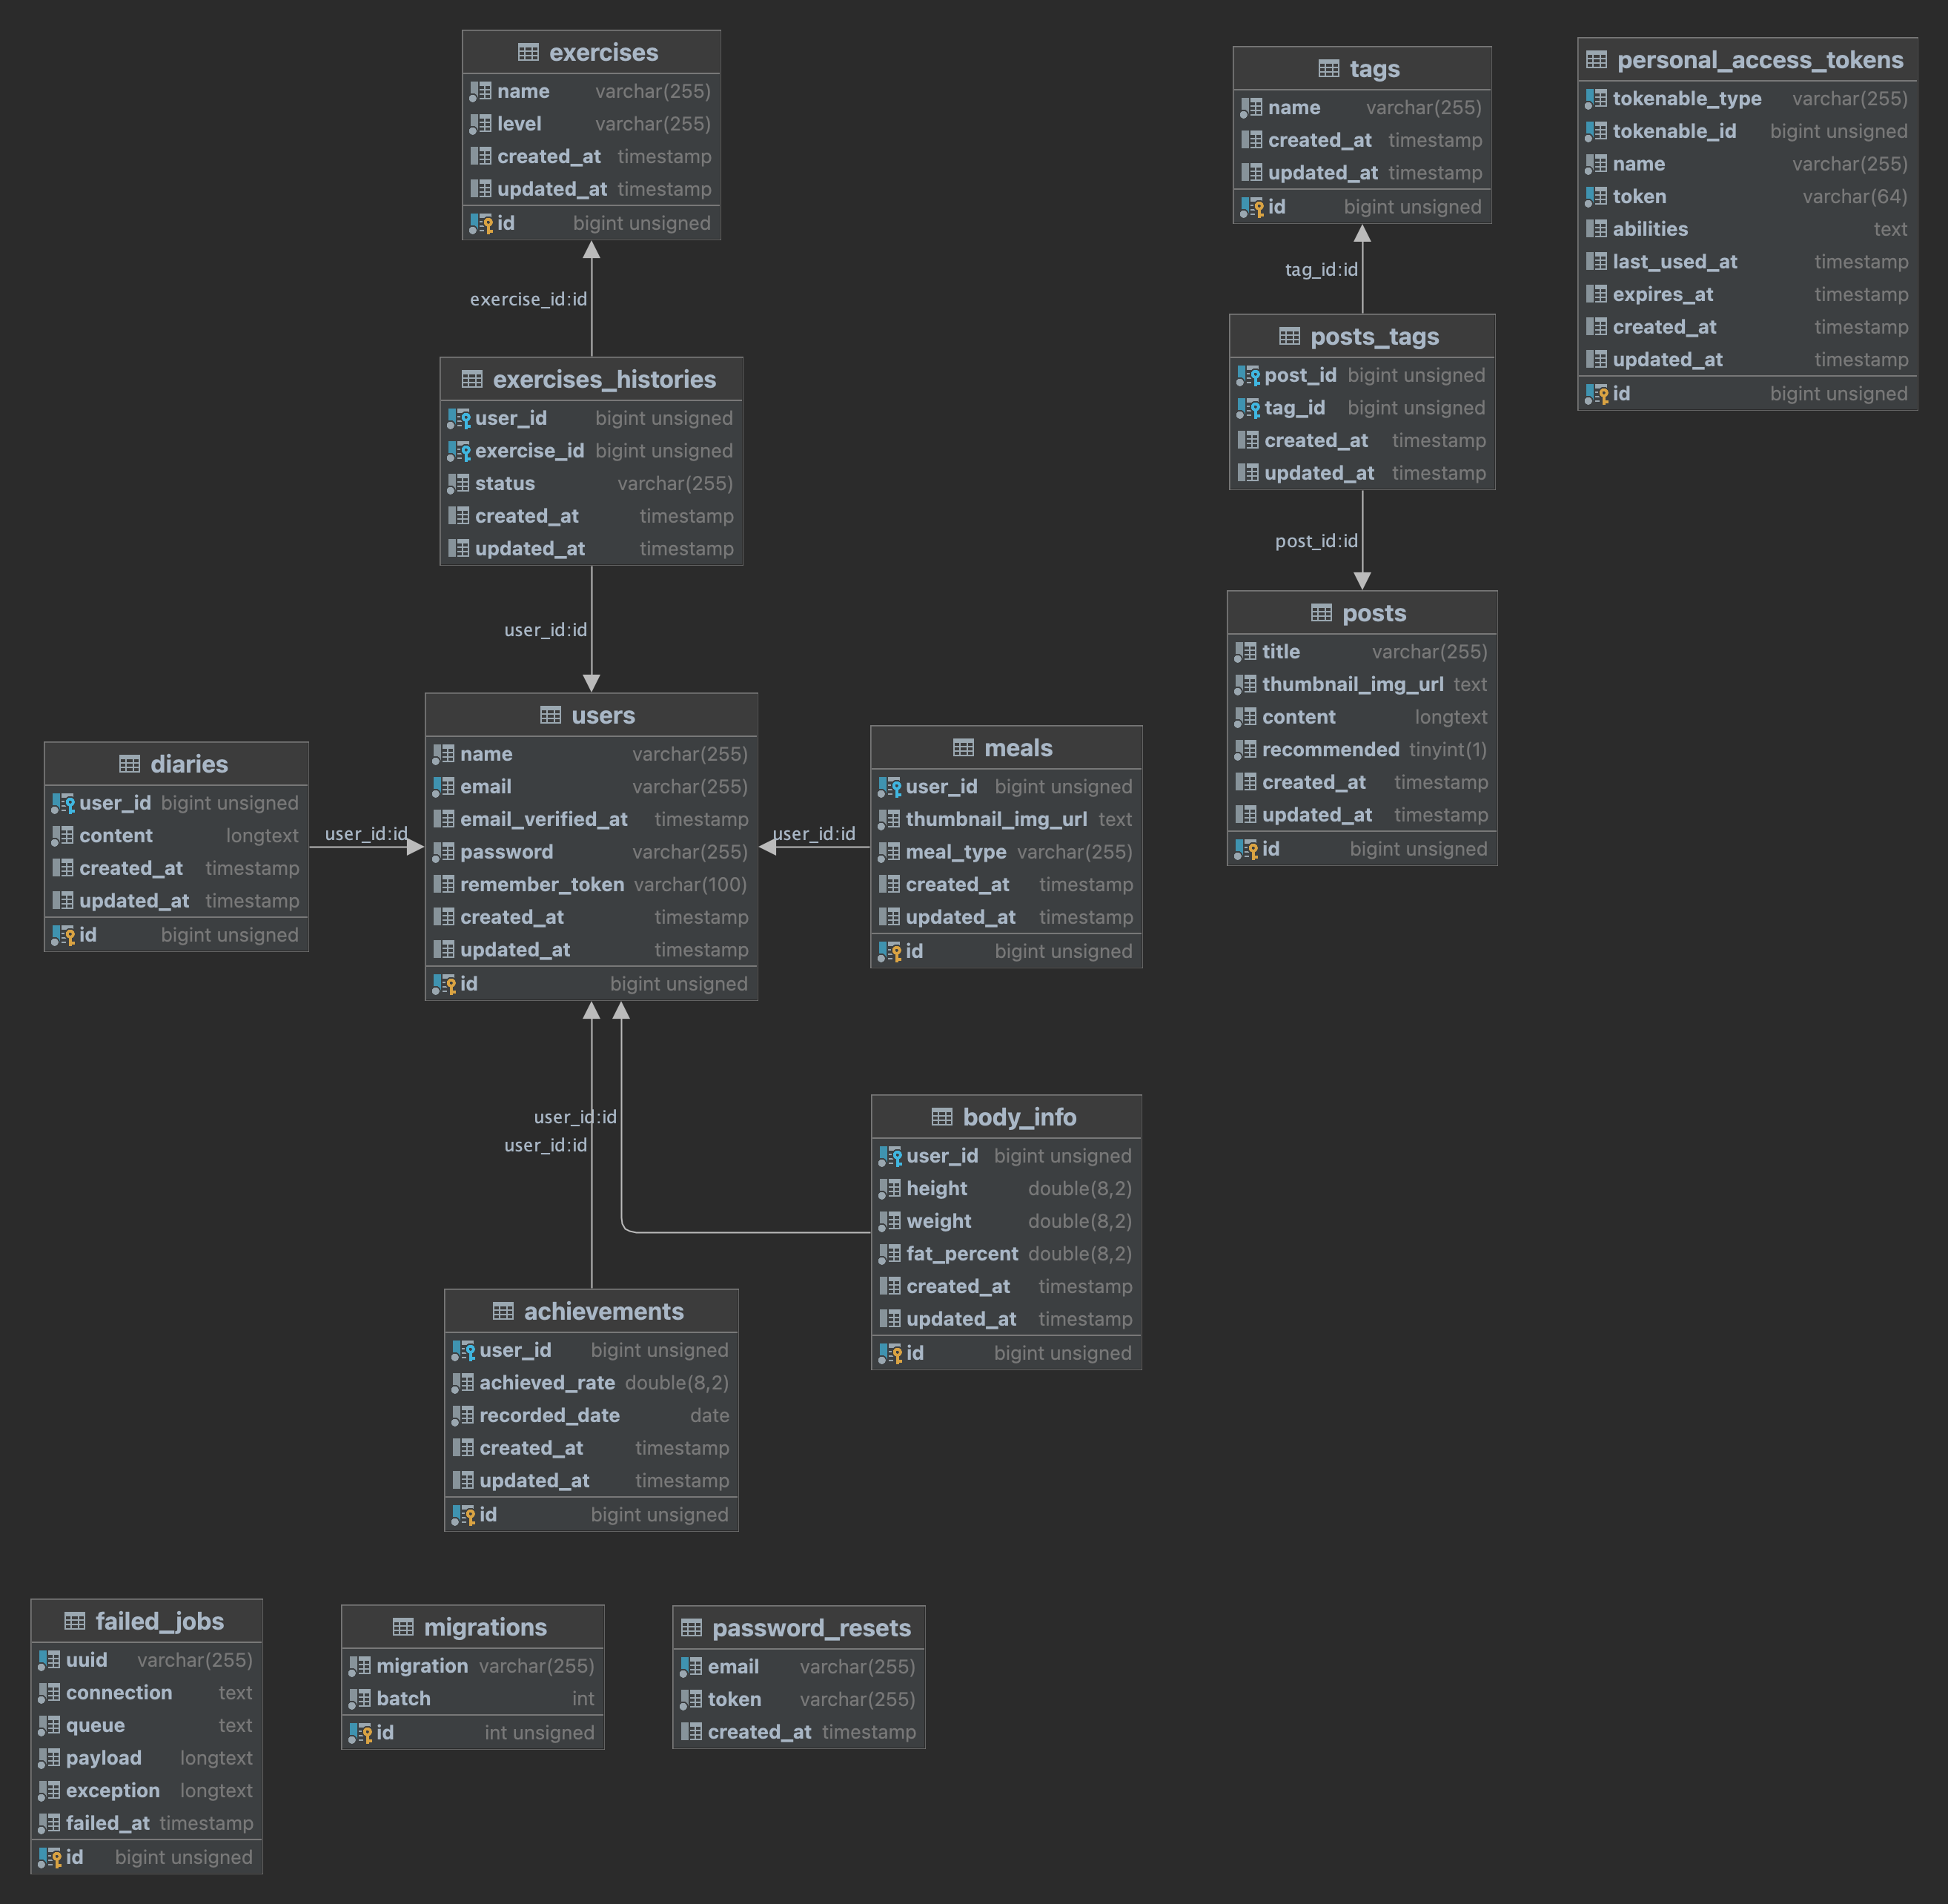 exercises
name varchar(255)
level varchar(255)
created_at timestamp
updated_at timestamp
id bigint unsigned
exercise_id:id
exercises_histories
user_id bigint unsigned
exercise_id bigint unsigned
status varchar(255)
created_at timestamp
updated_at timestamp
user_id:id
users
name varchar(255)
email varchar(255)
email_verified_at timestamp
password varchar(255)
remember_token varchar(100)
created_at timestamp
updated_at timestamp
id bigint unsigned
diaries
user_id bigint unsigned
content longtext
created_at timestamp
updated_at timestamp
id bigint unsigned
user_id:id
meals
user_id bigint unsigned
thumbnail_img_url text
meal_type varchar(255)
created_at timestamp
updated_at timestamp
id bigint unsigned
user_id:id
tags
name varchar(255)
created_at timestamp
updated_at timestamp
id bigint unsigned
tag_id:id
posts_tags
post_id bigint unsigned
tag_id bigint unsigned
created_at timestamp
updated_at timestamp
post_id:id
posts
title varchar(255)
thumbnail_img_url text
content longtext
recommended tinyint(1)
created_at timestamp
updated_at timestamp
id bigint unsigned
personal_access_tokens
tokenable_type varchar(255)
tokenable_id bigint unsigned
name varchar(255)
token varchar(64)
abilities text
last_used_at timestamp
expires_at timestamp
created_at timestamp
updated_at timestamp
id bigint unsigned
user_id:id
user_id:id
body_info
user_id bigint unsigned
height double(8,2)
weight double(8,2)
fat_percent double(8,2)
created_at timestamp
updated_at timestamp
id bigint unsigned
achievements
user_id bigint unsigned
achieved_rate double(8,2)
recorded_date date
created_at timestamp
updated_at timestamp
id bigint unsigned
failed_jobs
uuid varchar(255)
connection text
queue text
payload longtext
exception longtext
failed_at timestamp
id bigint unsigned
migrations
migration varchar(255)
batch int
id int unsigned
password_resets
email varchar(255)
token varchar(255)
created_at timestamp